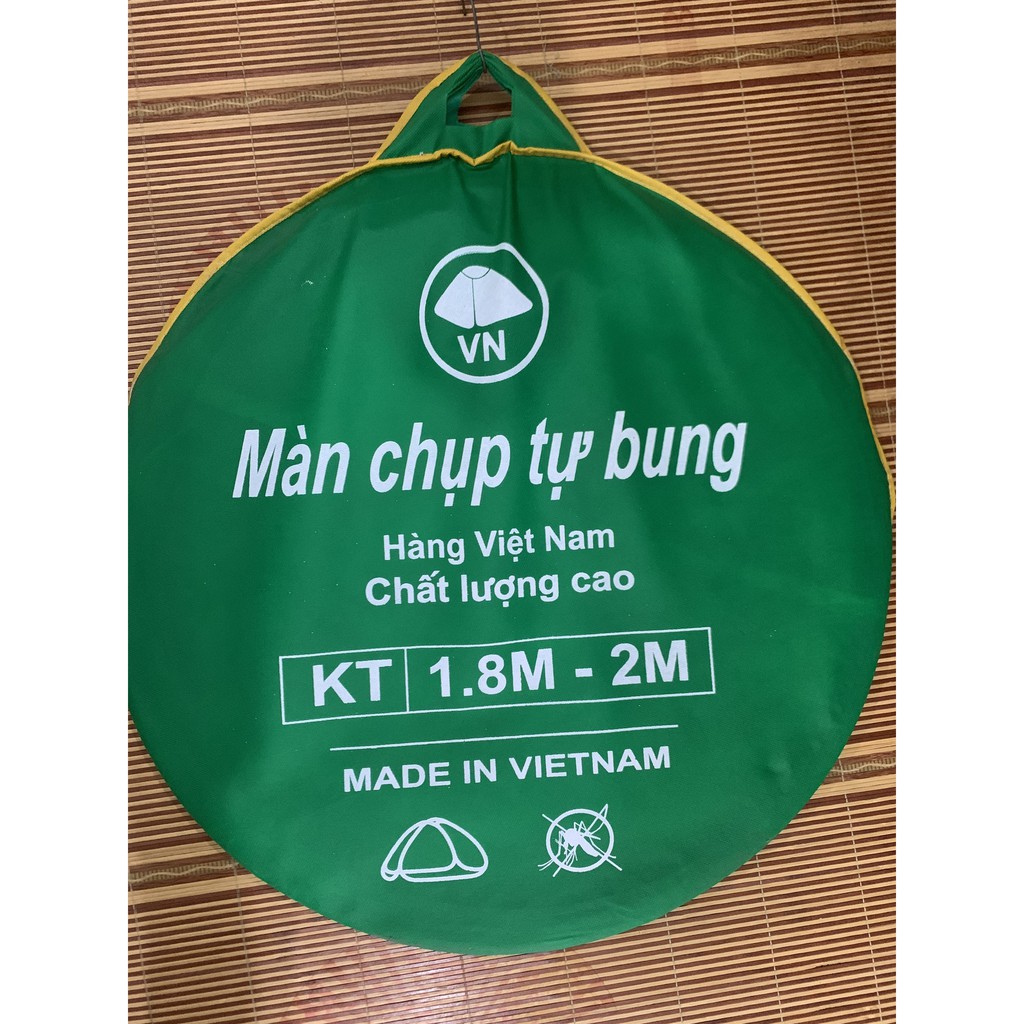 VN
Màn chụp tự bung
Hàng Việt Nam
Chất lượng cao
KT 1.8M - 2M
MADE IN VIETNAM